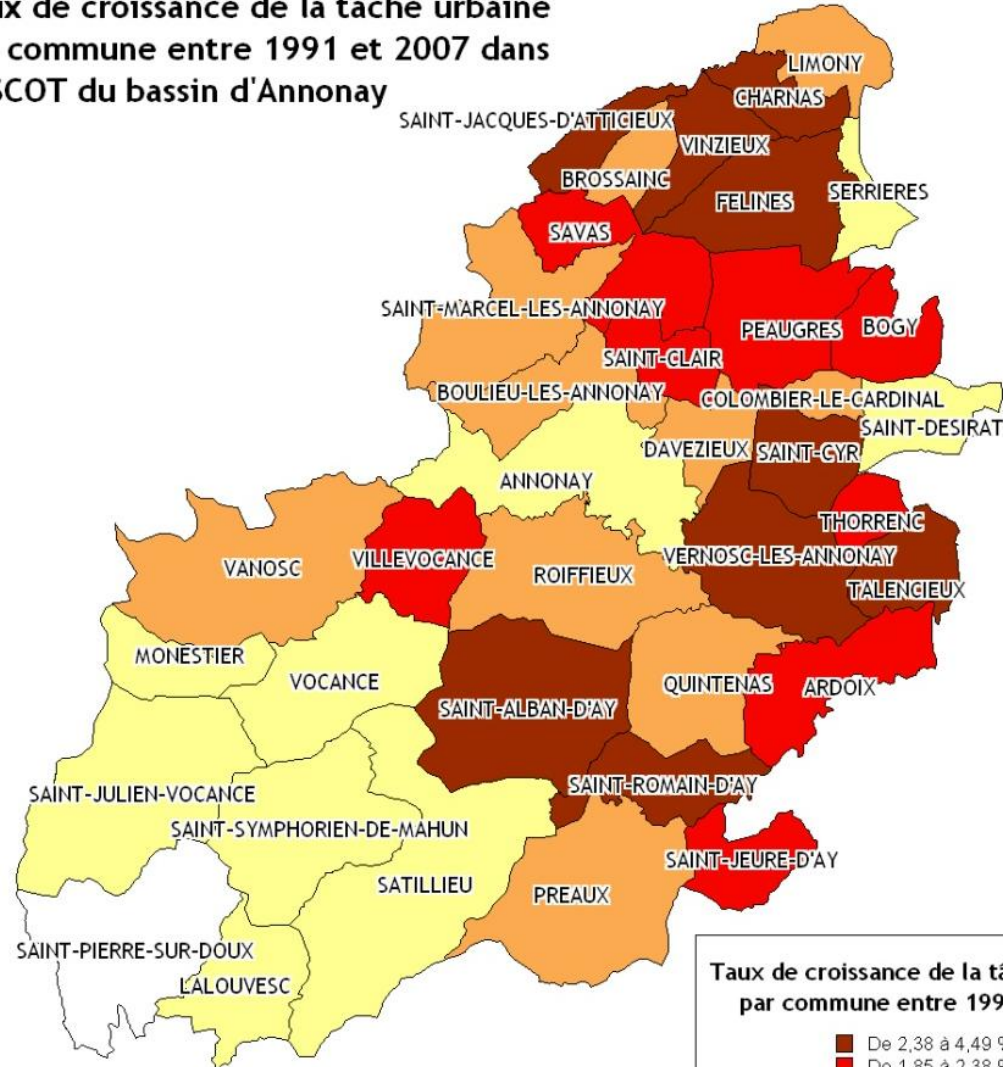 ux de croissance de la tache urbaine
commune entre 1991 et 2007 dans
SCOT du bassin d'Annonay
LIMONY
CHARNAS
SAINT-JACQUES-D'ATTICIEUX
VINZIEUX
BROSSAINC
SERRIERES
FELINES
SAVAS
SAINT-MARCEL-LES-ANNONAY
PEAUGRES
BOGY
SAINT-CLAIR
BOULIEU-LES-ANNONAY
COLOMBIER-LE-CARDINAL
SAINT-DESIRAT
DAVEZIEUX
SAINT-CYR
ANNONAY
THORRENC
VERNOSC-LES-ANNONAY
VILLEVOCANCE
VANOSC
ROIFFIEUX
TALENCIEUX
MONESTIER
VOCANCE
QUINTENAS
ARDOIX
SAINT-ALBAN-D'AY
SAINT-ROMAIN-D'AY
SAINT-JULIEN-VOCANCE
SAINT-SYMPHORIEN-DE-MAHUN
SAINT-JEURE-D'AY
SATILLIEU
PREAUX
SAINT-PIERRE-SUR-DOUX
LALOUVESC
Taux de croissance de la tâ
par commune entre 199
De 2,38 à 4,49 %
De 1,85 à 2,38 %